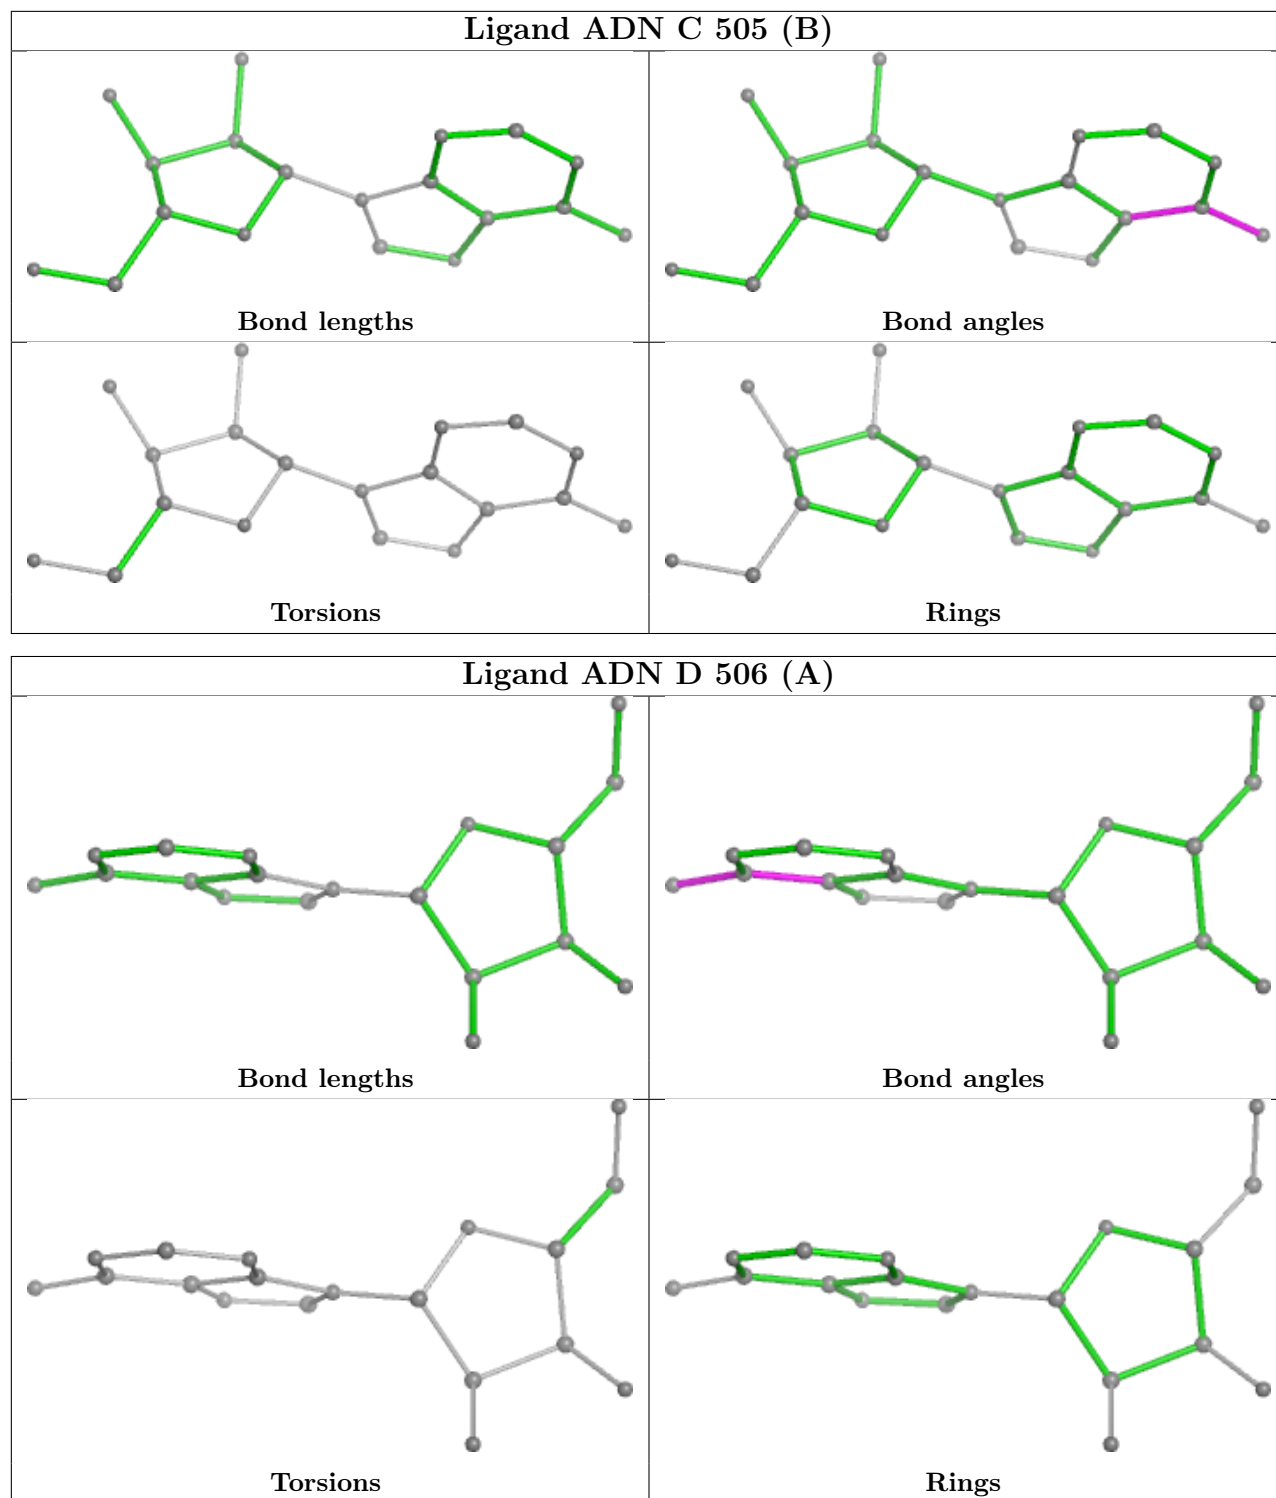 Ligand ADN C 505 (B)
Bond lengths
Bond angles
Torsions
Rings
Ligand ADN D 506 (A)
Bond lengths
Bond angles
Torsions
Rings